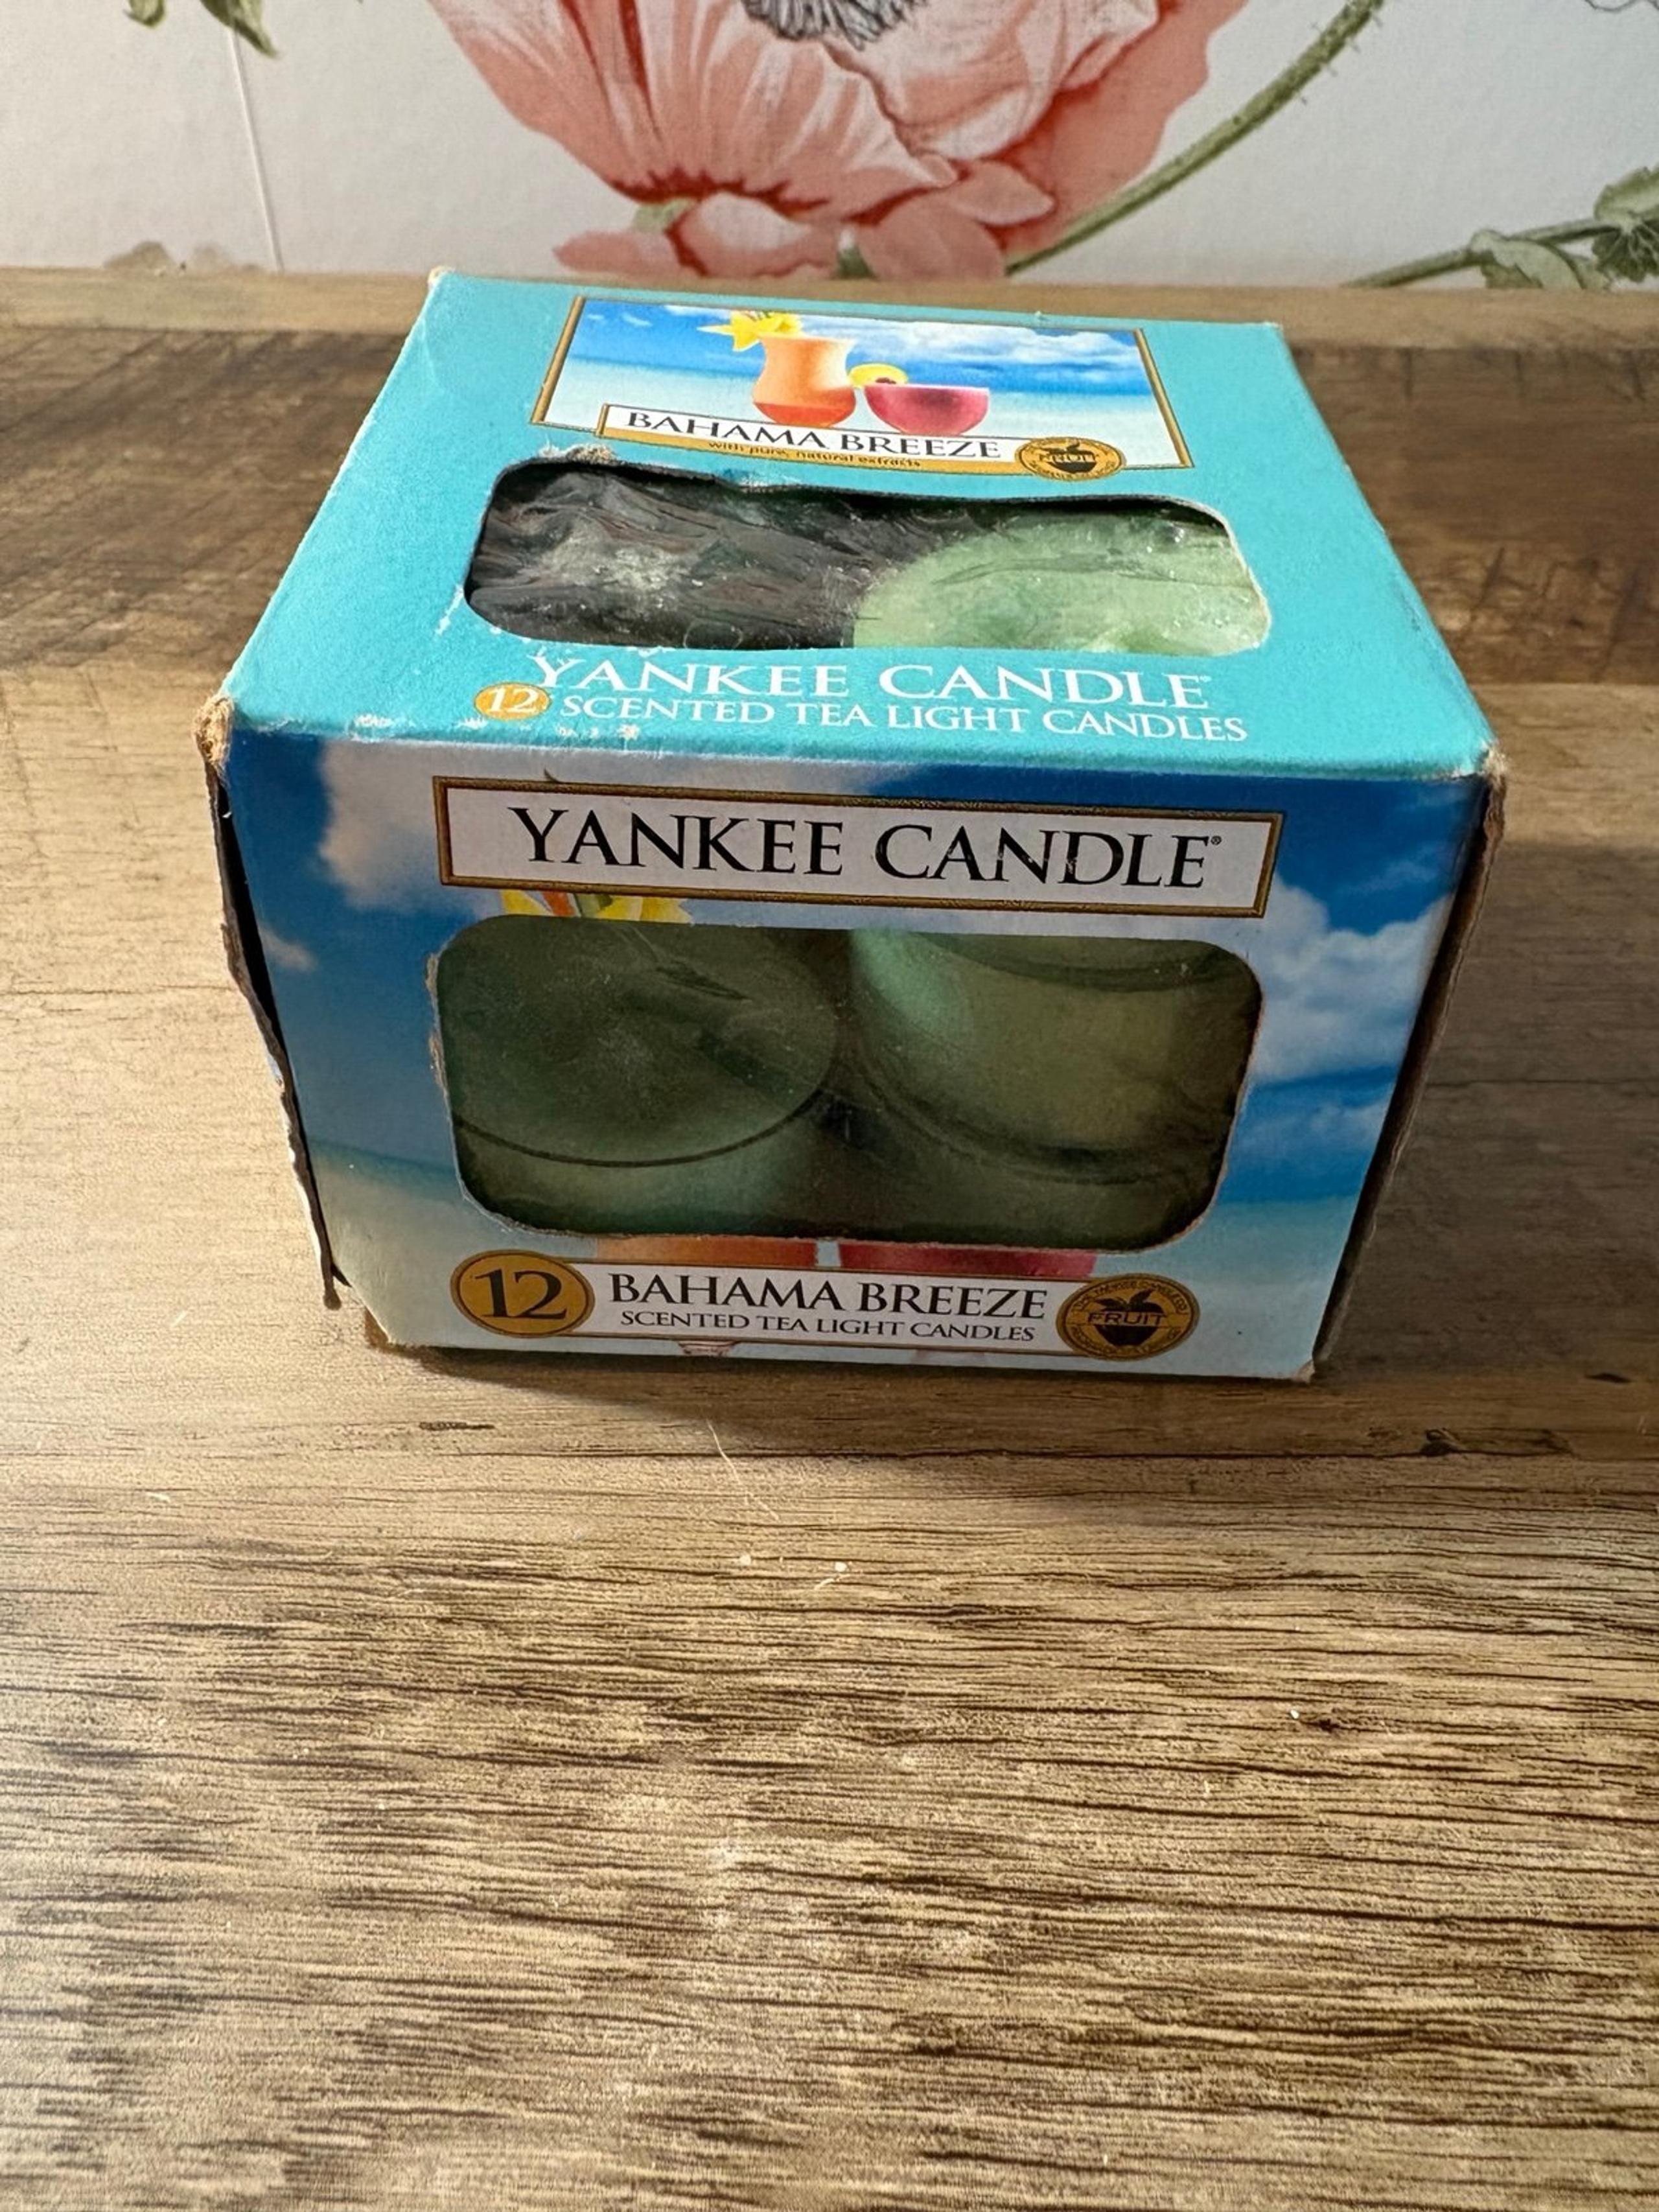 BAHAMA BREEZE
with pure, natural extracts
FRUIT
YANKEE CANDLE®
12 SCENTED TEA LIGHT CANDLES
YANKEE CANDLE®
12
BAHAMA BREEZE
SCENTED TEA LIGHT CANDLES
FRUIT